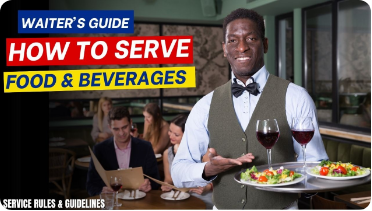 WAITER'S GUIDE
HOW TO SERVE
FOOD & BEVERAGES
SERVICE RULES & GUIDELINES